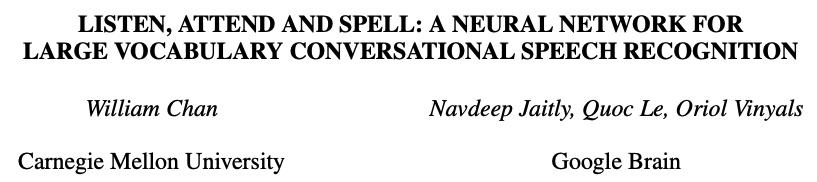 LISTEN, ATTEND AND SPELL: A NEURAL NETWORK FOR
LARGE VOCABULARY CONVERSATIONAL SPEECH RECOGNITION
William Chan
Navdeep Jaitly, Quoc Le, Oriol Vinyals
Carnegie Mellon University
Google Brain